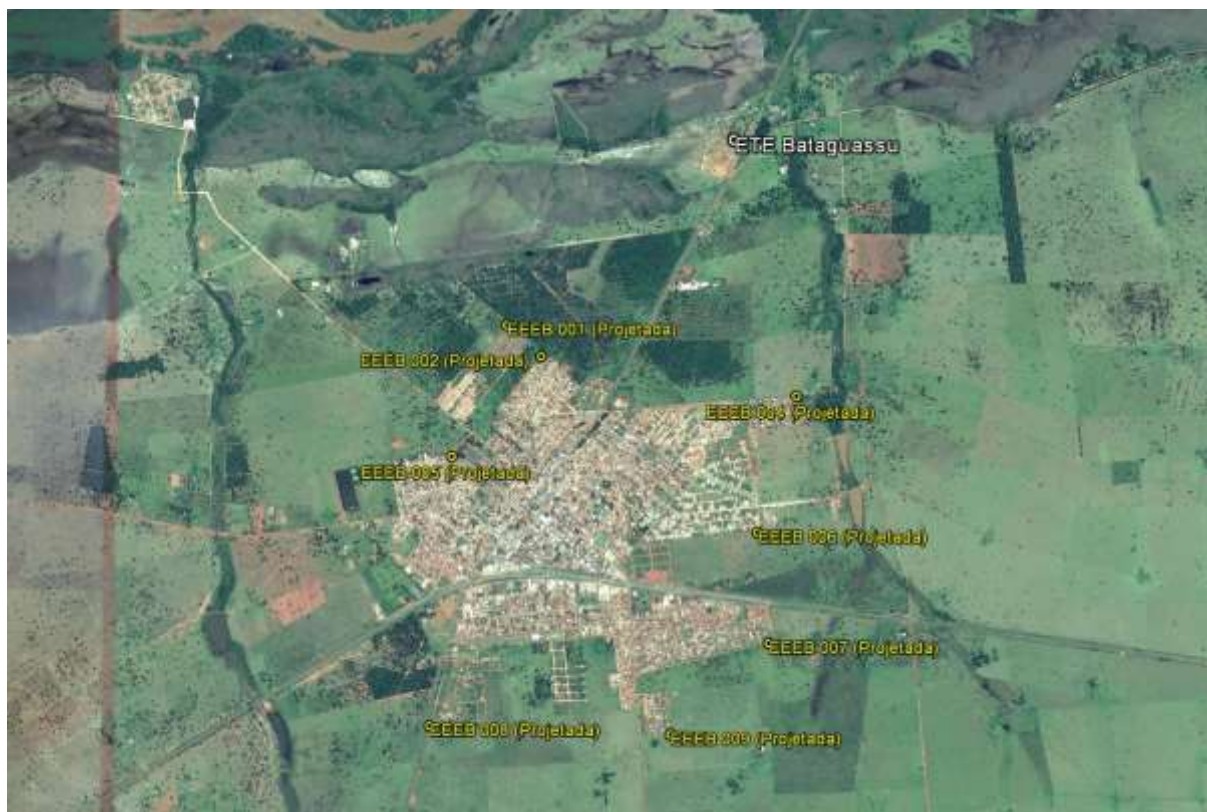 ETE Bataguassu
EEEB 001 (Projetada)
EEEB 002 (Projetada)
EEEB 004 (Projetada)
EEEB 005 (Projetada)
EEEB 006 (Projetada)
EEEB 007 (Projetada)
EEEB 008 (Projetada)
EEEB 009 (Projetada)